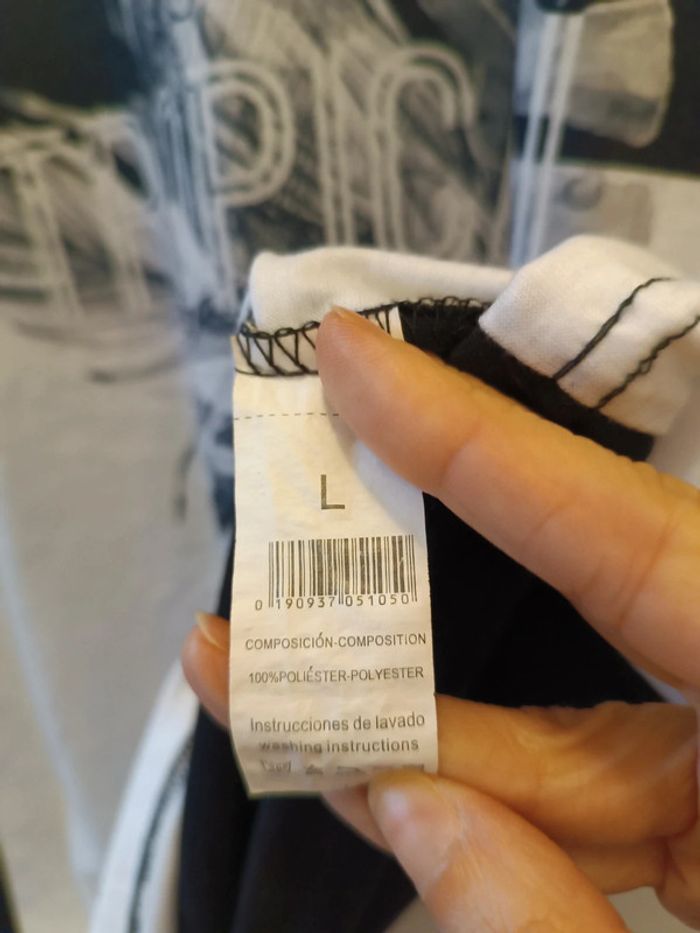 L
0 190937 051050
COMPOSICIÓN-COMPOSITION
100%POLIÉSTER-POLYESTER
Instrucciones de lavado
washing instructions